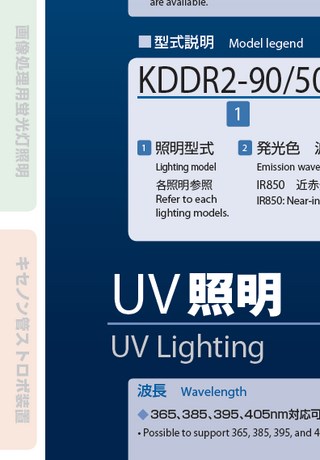 画像処理用蛍光灯照明
キセノン管ストロボ装置
are available.
■型式説明 Model legend
KDDR2-90/50
1
1 照明型式
Lighting model
各照明参照
Refer to each
lighting models.
2 発光色
Emission wave
IR850 近赤
IR850: Near-in
UV照明
UV Lighting
波長 Wavelength
◆365、385、395、405nm対応可
• Possible to support 365, 385, 395, and 4